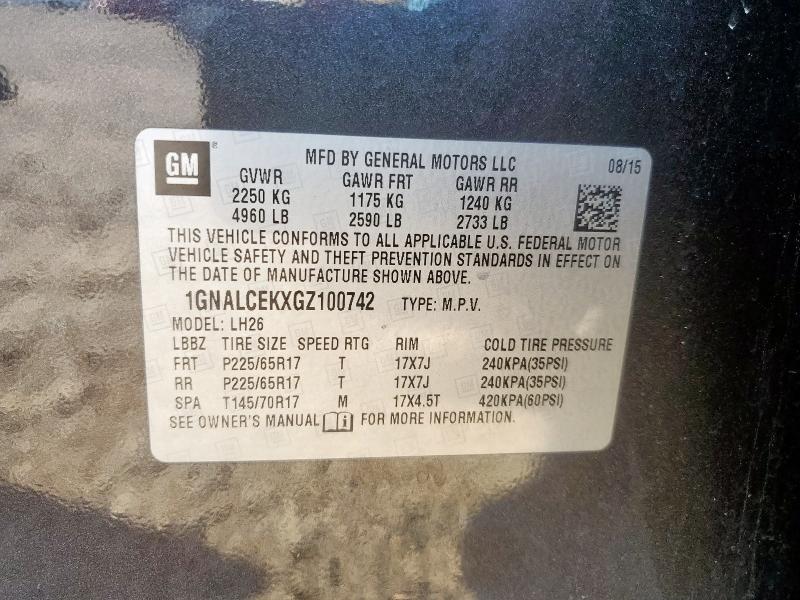 GM ® MFD BY GENERAL MOTORS LLC 08/15
GVWR GAWR FRT GAWR RR
2250 KG 1175 KG 1240 KG
4960 LB 2590 LB 2733 LB
THIS VEHICLE CONFORMS TO ALL APPLICABLE U.S. FEDERAL MOTOR
VEHICLE SAFETY AND THEFT PREVENTION STANDARDS IN EFFECT ON
THE DATE OF MANUFACTURE SHOWN ABOVE.
1GNALCEKXGZ100742 TYPE: M.P.V.
MODEL: LH26
LBBZ TIRE SIZE SPEED RTG RIM COLD TIRE PRESSURE
FRT P225/65R17 T 17X7J 240KPA(35PSI)
RR P225/65R17 T 17X7J 240KPA(35PSI)
SPA T145/70R17 M 17X4.5T 420KPA(60PSI)
SEE OWNER'S MANUAL i FOR MORE INFORMATION.